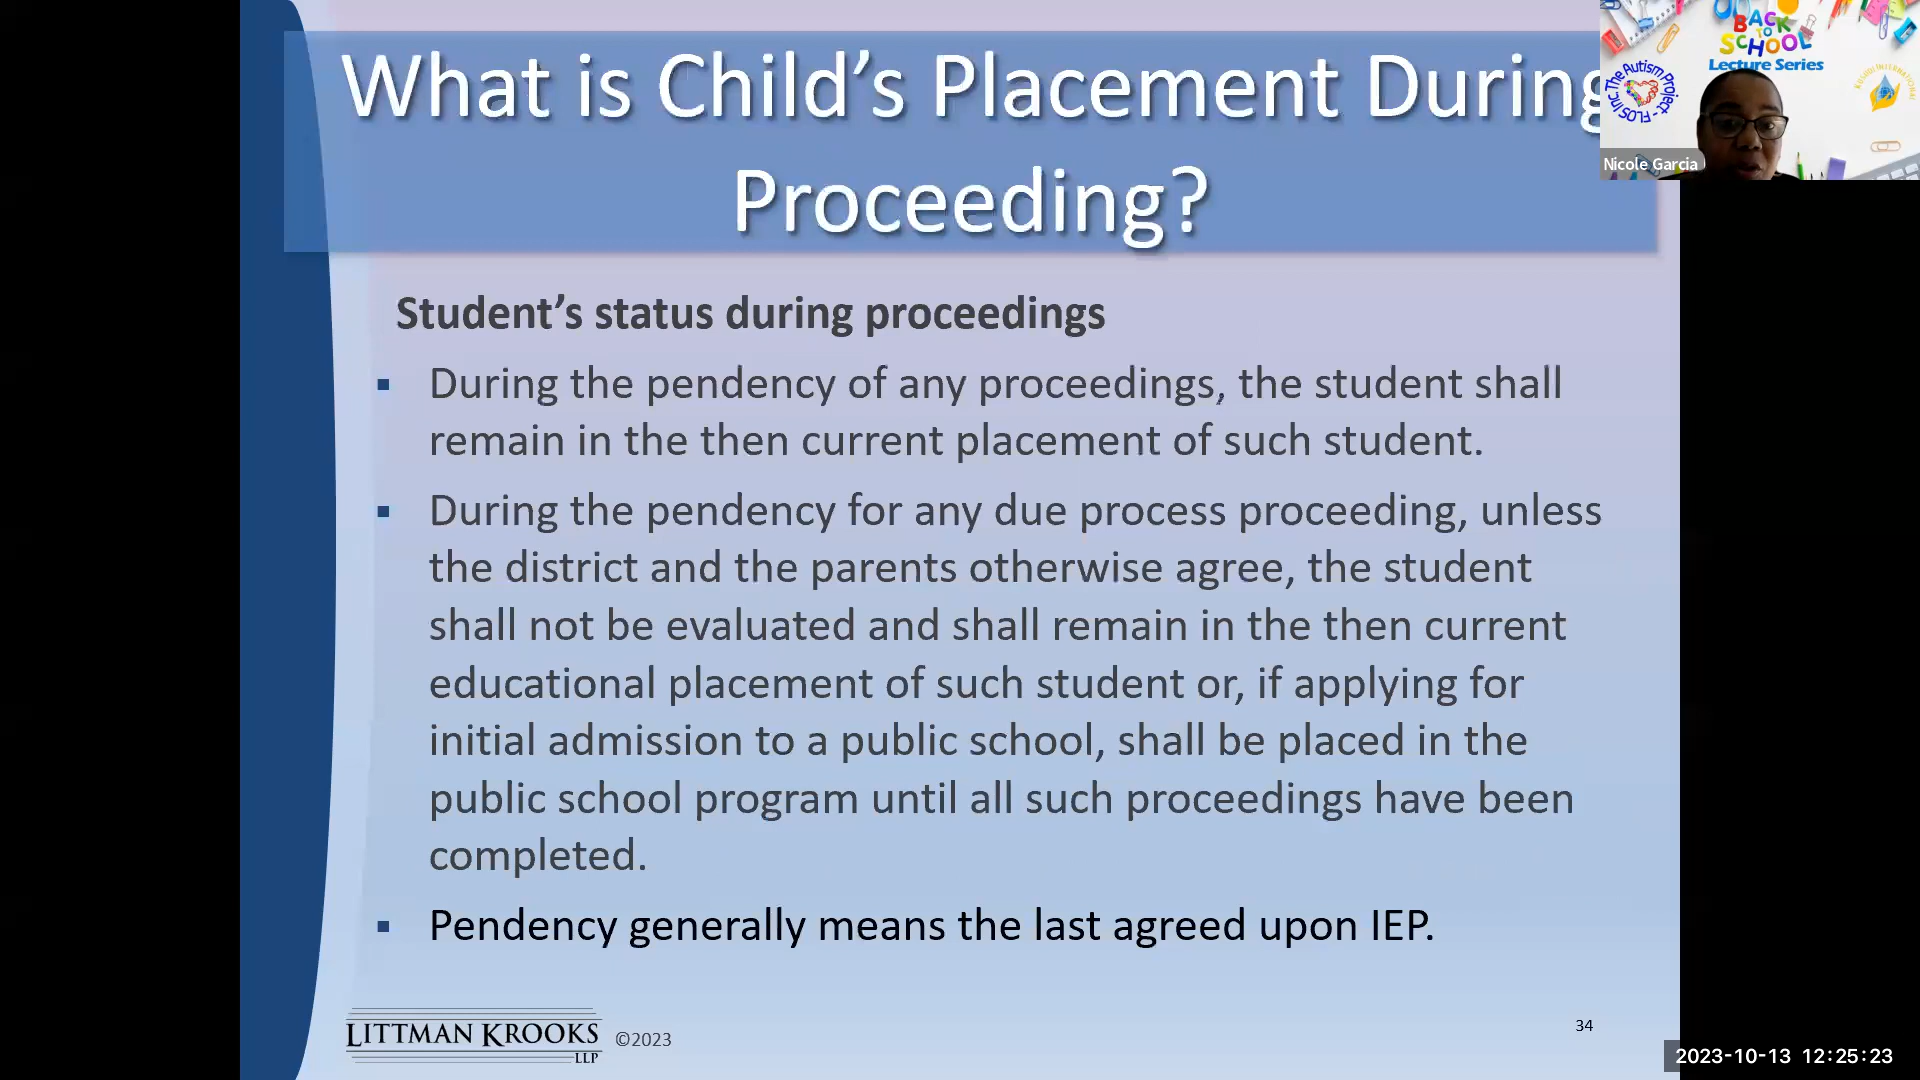 What is Child’s Placement During
Proceeding?
BACK
TO
SCHOOL
Lecture Series
The Autism Project - FLOS Inc
Nicole Garcia
Student’s status during proceedings
▪ During the pendency of any proceedings, the student shall
remain in the then current placement of such student.
▪ During the pendency for any due process proceeding, unless
the district and the parents otherwise agree, the student
shall not be evaluated and shall remain in the then current
educational placement of such student or, if applying for
initial admission to a public school, shall be placed in the
public school program until all such proceedings have been
completed.
▪ Pendency generally means the last agreed upon IEP.
LITTMAN KROOKS
LLP
©2023
34
2023-10-13 12:25:23